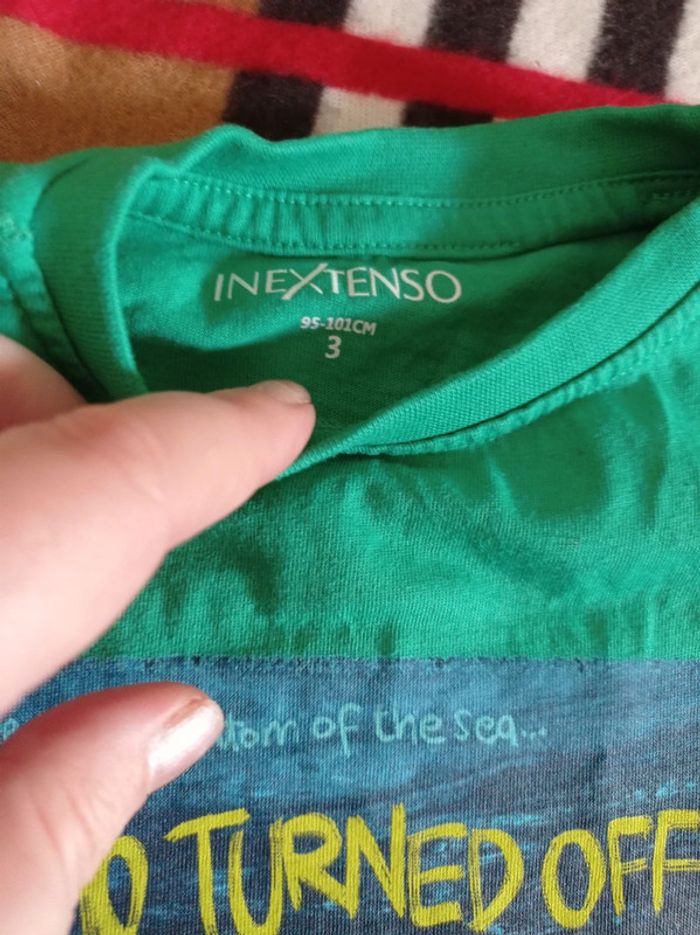 INEXTENSO
95-101CM
3
of the sea...
TURNED OFF